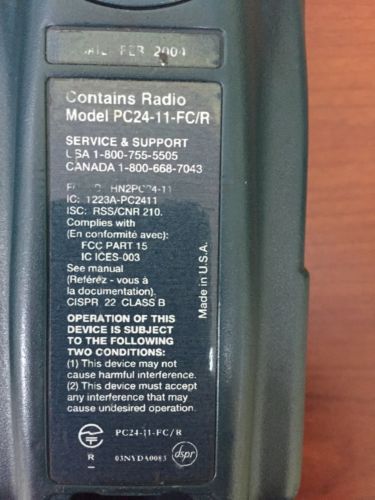 FEB 2004
Contains Radio
Model PC24-11-FC/R
SERVICE & SUPPORT
USA 1-800-755-5505
CANADA 1-800-668-7043
HN2PC24-11
IC: 1223A-PC2411
ISC: RSS/CNR 210.
Complies with
(En conformité avec):
FCC PART 15
IC ICES-003
See manual
(Referéz - vous à
la documentation).
CISPR 22 CLASS B
Made in U.S.A.
OPERATION OF THIS
DEVICE IS SUBJECT
TO THE FOLLOWING
TWO CONDITIONS:
(1) This device may not
cause harmful interference.
(2) This device must accept
any interference that may
cause undesired operation.
PC24-11-FC/R
R 03NYDA0083 dspr